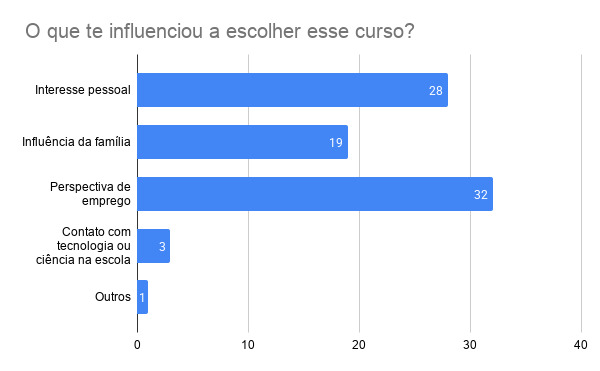 O que te influenciou a escolher esse curso?
Interesse pessoal
28
Influência da família
19
Perspectiva de
emprego
32
Contato com
tecnologia ou
ciência na escola
3
Outros
1
0
10
20
30
40